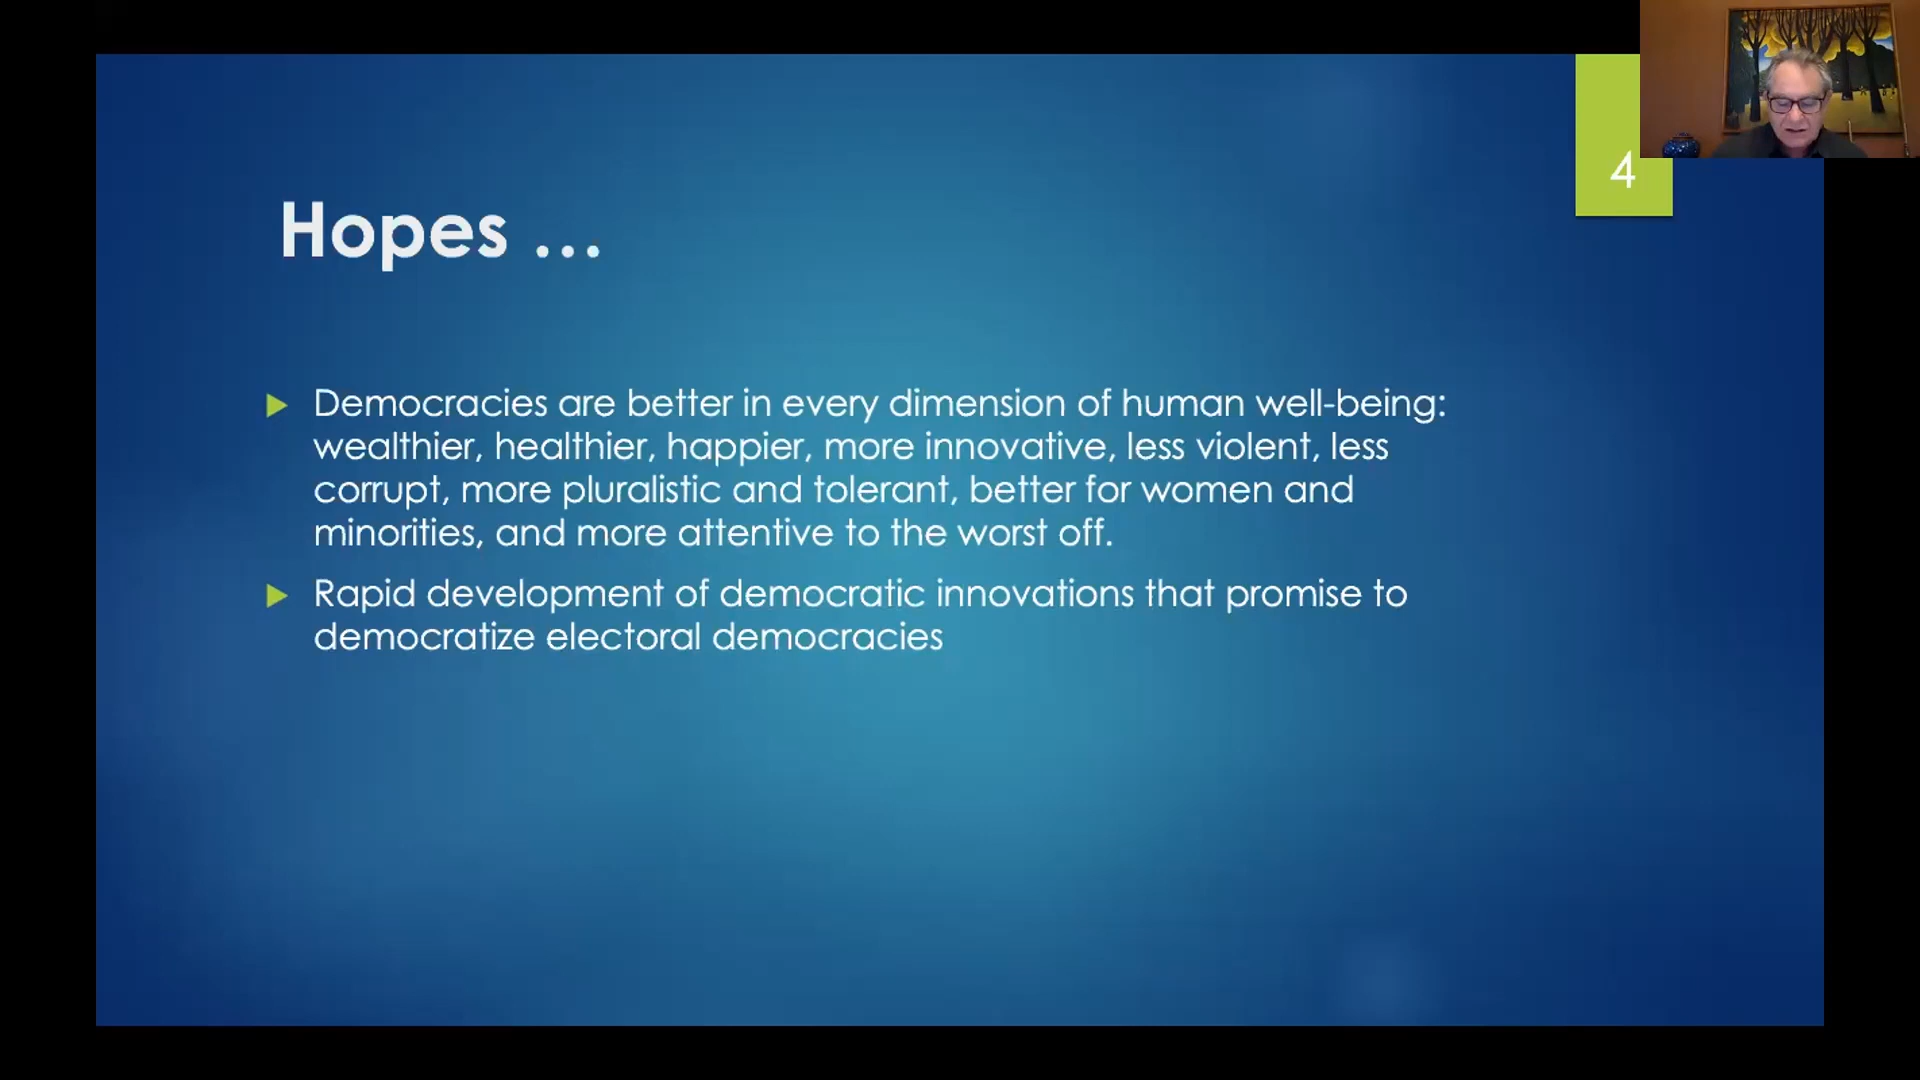 4
Hopes ...
Democracies are better in every dimension of human well-being:
wealthier, healthier, happier, more innovative, less violent, less
corrupt, more pluralistic and tolerant, better for women and
minorities, and more attentive to the worst off.
Rapid development of democratic innovations that promise to
democratize electoral democracies